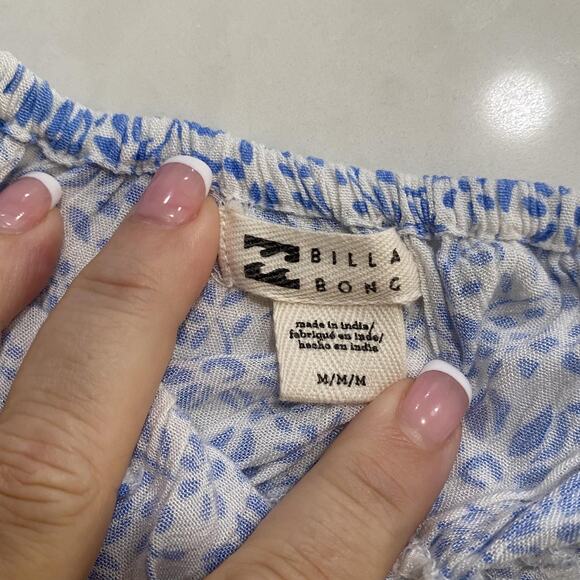 BILLA
BONG
made in india/
fabriqué en inde/
hecho en india
M/M/M